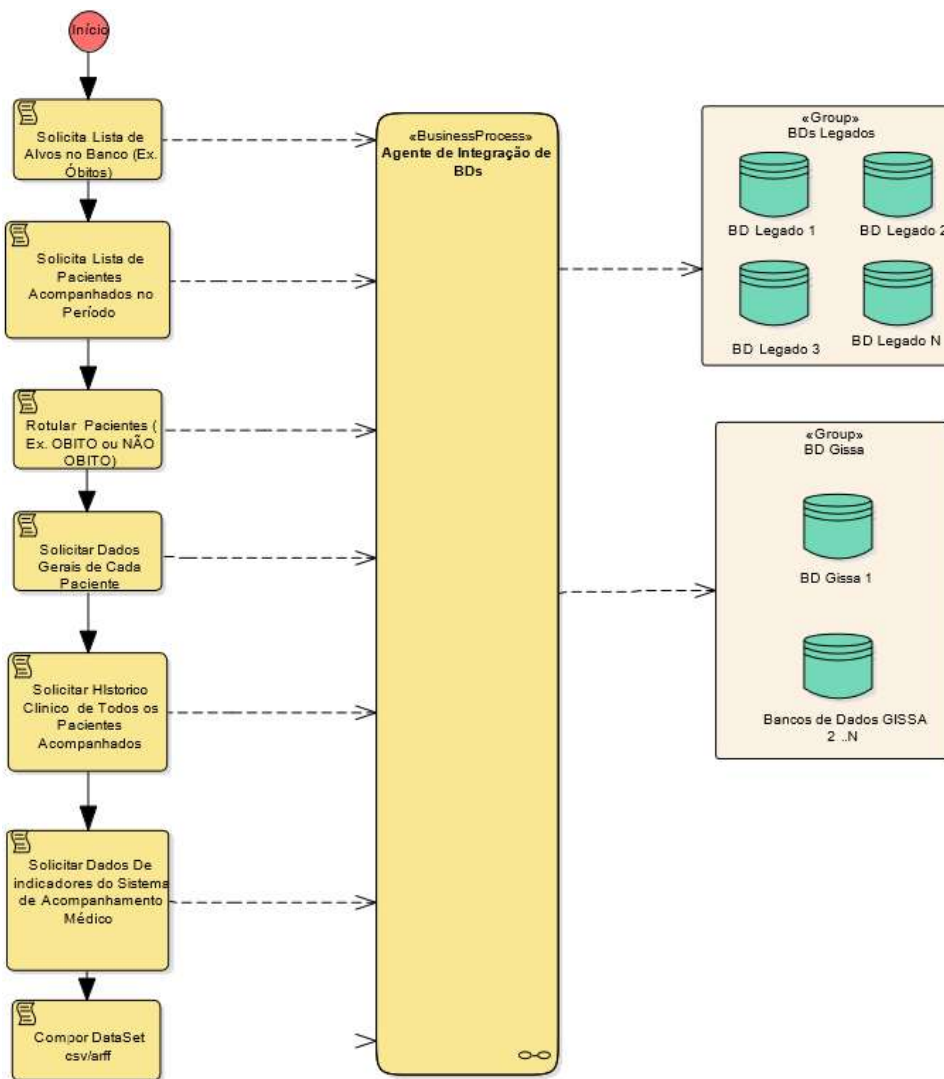 Início
Solicita Lista de
Alvos no Banco (Ex.
Óbitos)
Solicita Lista de
Pacientes
Acompanhados no
Período
Rotular Pacientes (
Ex. OBITO ou NÃO
OBITO)
Solicitar Dados
Gerais de Cada
Paciente
Solicitar HIstorico
Clinico de Todos os
Pacientes
Acompanhados
Solicitar Dados De
indicadores do Sistema
de Acompanhamento
Médico
Compor DataSet
csv/arff
«BusinessProcess»
Agente de Integração de
BDs
«Group»
BDs Legados
BD Legado 1
BD Legado 2
BD Legado 3
BD Legado N
«Group»
BD Gissa
BD Gissa 1
Bancos de Dados GISSA
2 ..N